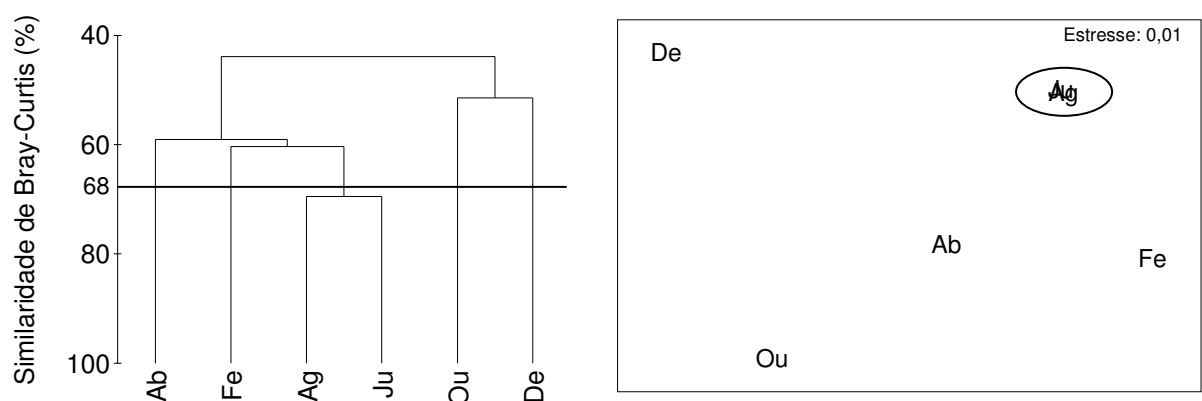 Similaridade de Bray-Curtis (%)
40
60
68
80
100
Ab
Fe
Ag
Ju
Ou
De
Estresse: 0,01
De
Ju
Ag
Ab
Fe
Ou